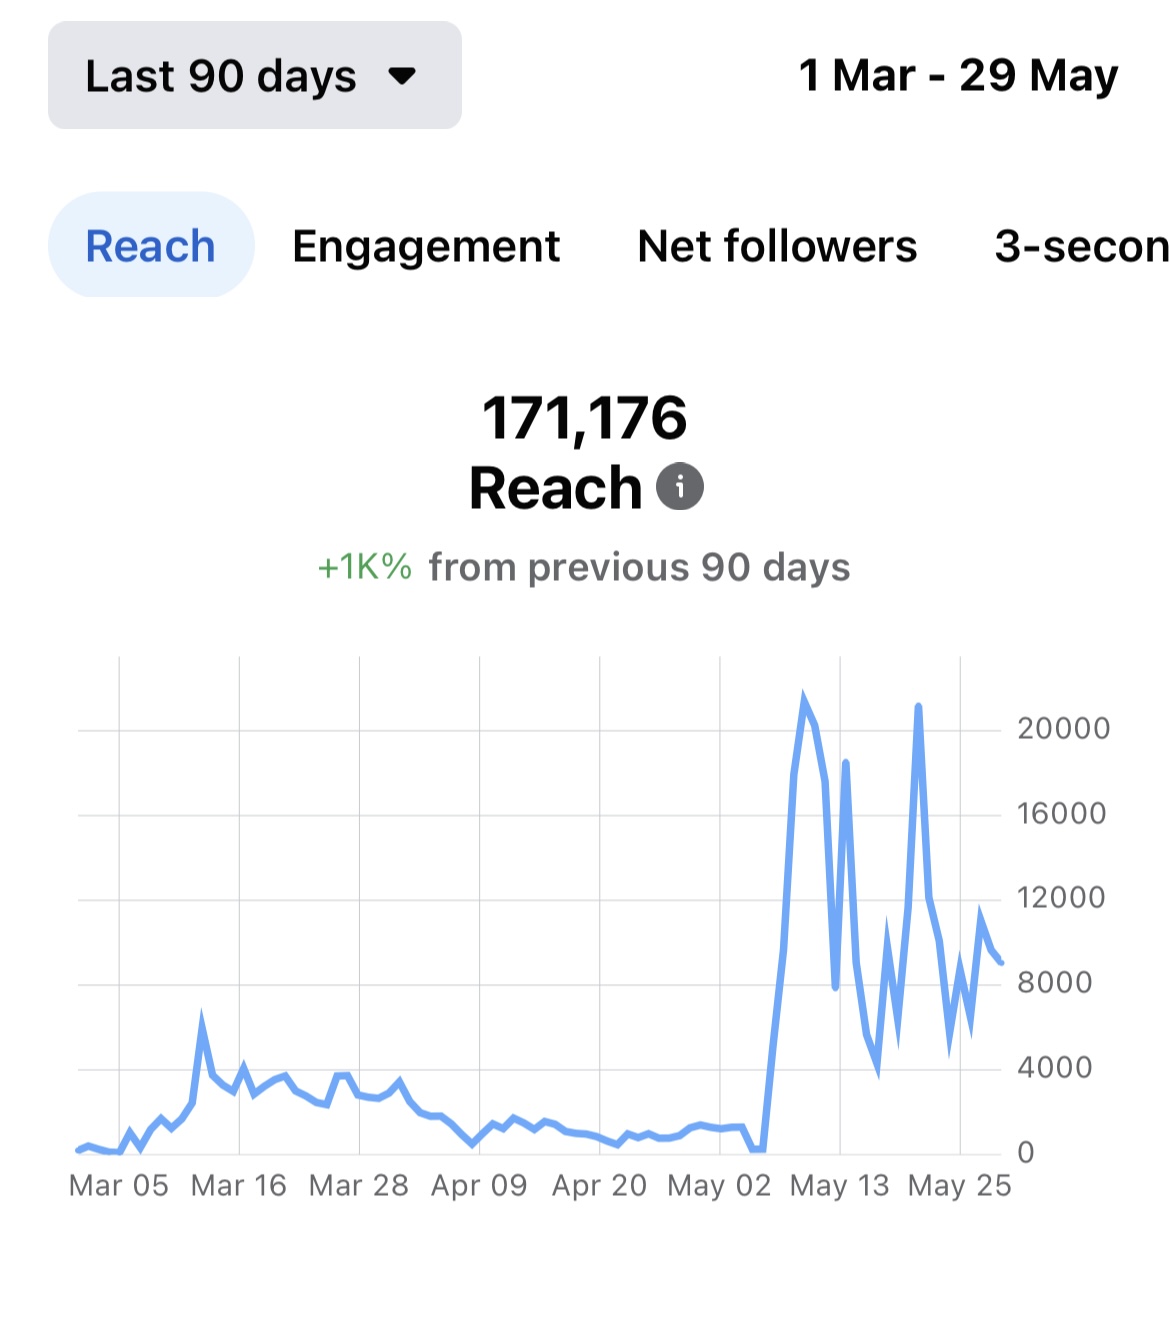 Last 90 days
1 Mar - 29 May
Reach Engagement Net followers 3-secon
171,176
Reach
+1K% from previous 90 days
20000
16000
12000
8000
4000
0
Mar 05 Mar 16 Mar 28 Apr 09 Apr 20 May 02 May 13 May 25